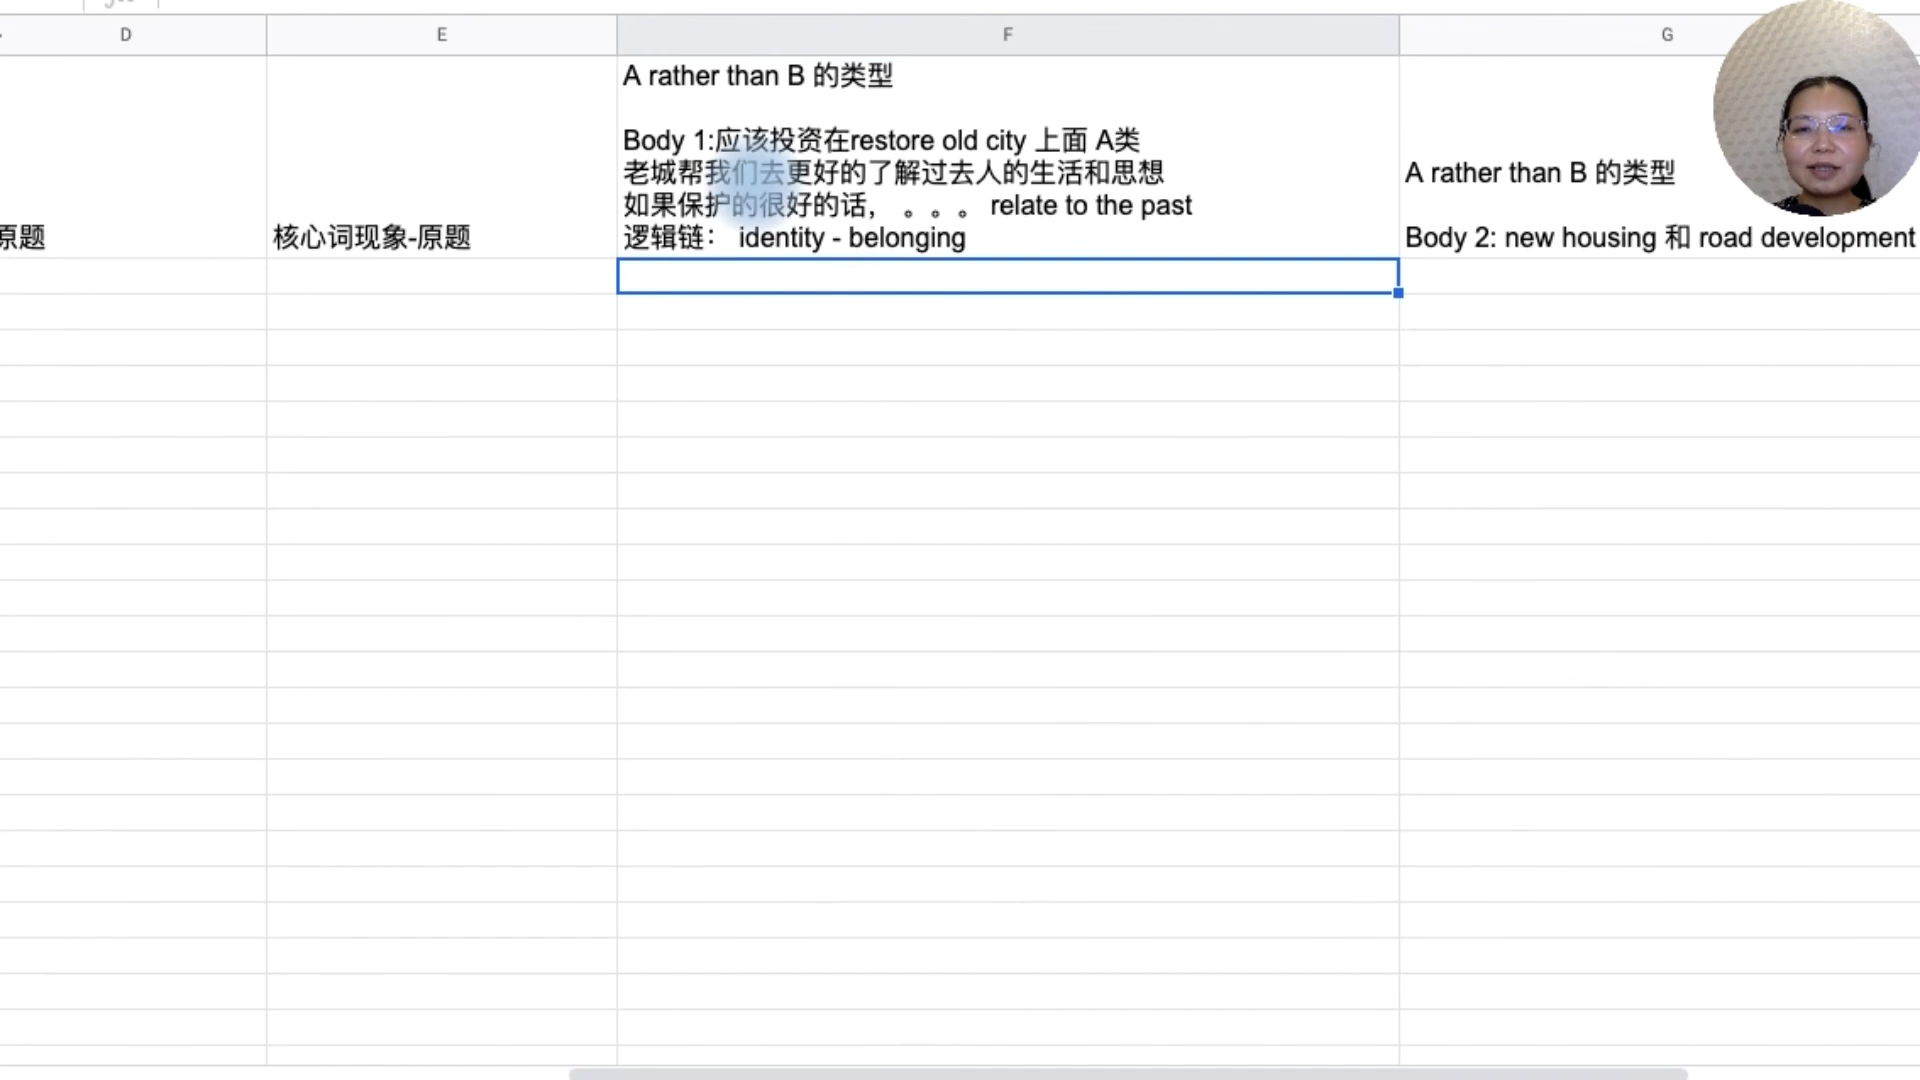 D
E
F
G
原题
核心词现象-原题
A rather than B 的类型
Body 1:应该投资在restore old city 上面 A类
老城帮我们去更好的了解过去人的生活和思想
如果保护的很好的话， 。。。 relate to the past
逻辑链： identity - belonging
A rather than B 的类型
Body 2: new housing 和 road development